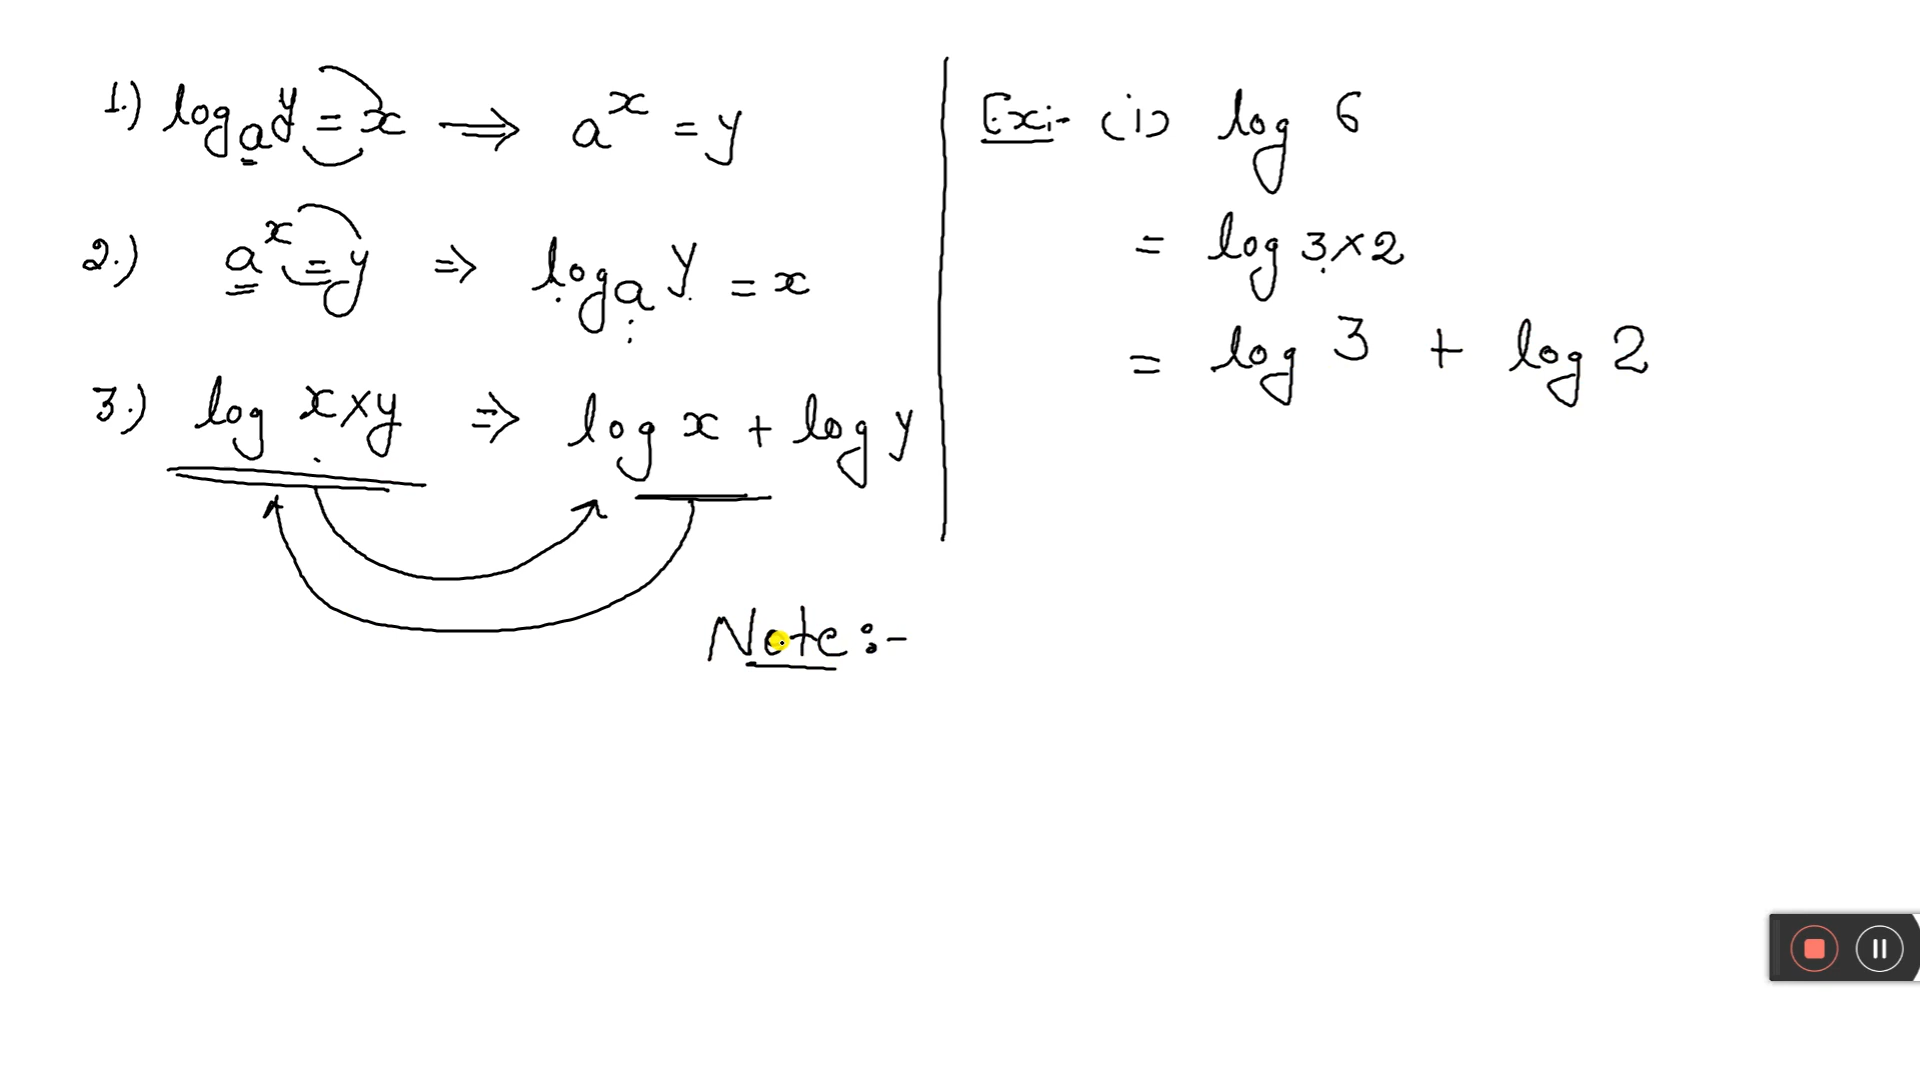 1.) logₐy = x ⟹ aˣ = y
2.) aˣ = y ⇒ logₐ y = x
3.) log x×y ⇒ log x + log y
Note:-
Ex:- (i) log 6
= log 3×2
= log 3 + log 2